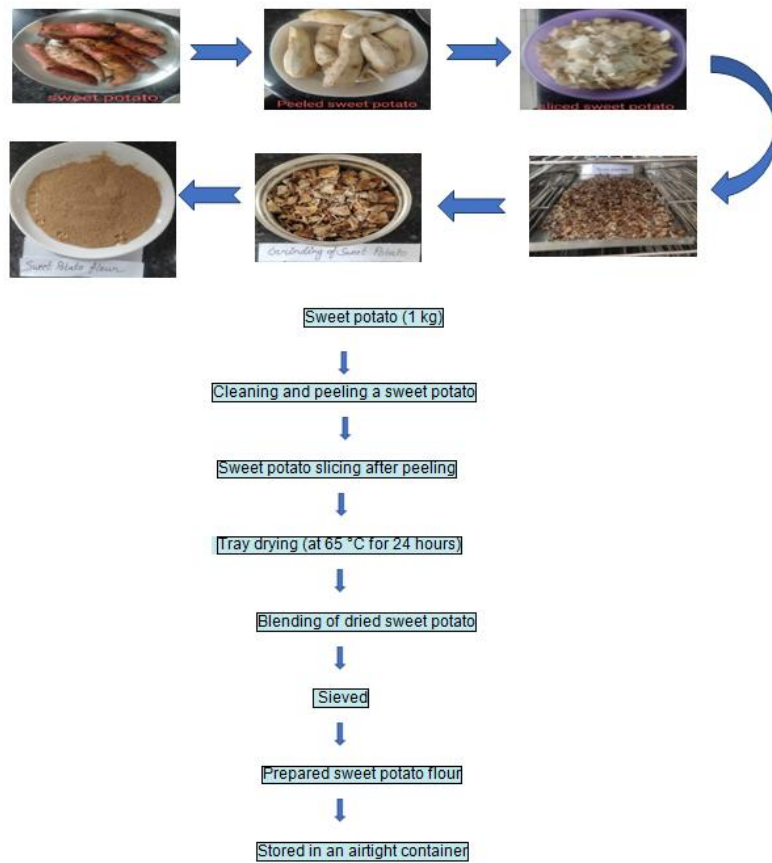 sweet potato
Peeled sweet potato
sliced sweet potato
Sweet Potato flour
Grinding of Sweet Potato
Sweet potato (1 kg)
Cleaning and peeling a sweet potato
Sweet potato slicing after peeling
Tray drying (at 65 °C for 24 hours)
Blending of dried sweet potato
Sieved
Prepared sweet potato flour
Stored in an airtight container